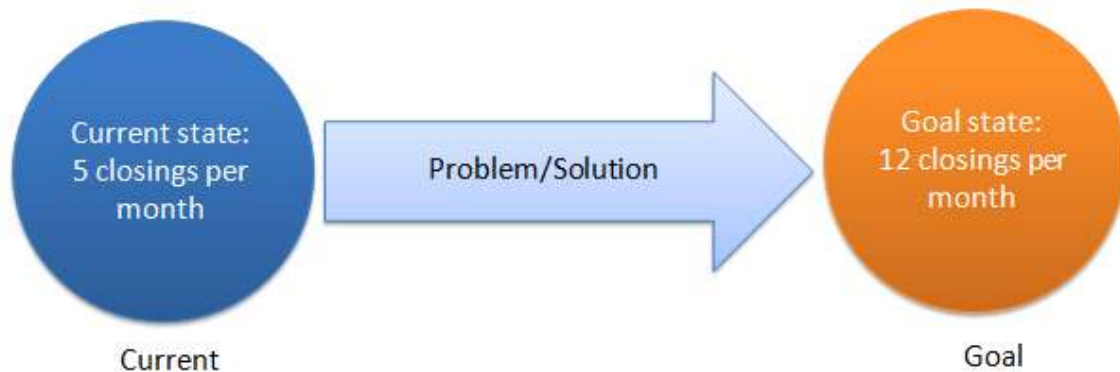 Current state:
5 closings per
month
Problem/Solution
Goal state:
12 closings per
month
Current
Goal